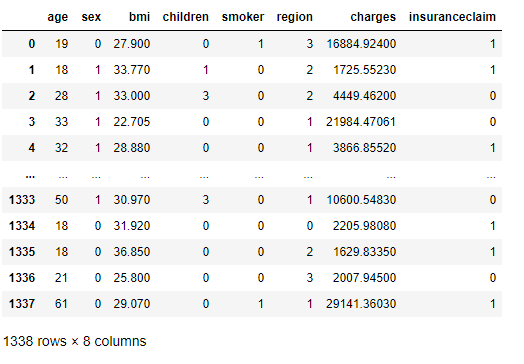 age sex bmi children smoker region charges insuranceclaim
0 19 0 27.900 0 1 3 16884.92400 1
1 18 1 33.770 1 0 2 1725.55230 1
2 28 1 33.000 3 0 2 4449.46200 0
3 33 1 22.705 0 0 1 21984.47061 0
4 32 1 28.880 0 0 1 3866.85520 1
... ... ... ... ... ... ... ... ...
1333 50 1 30.970 3 0 1 10600.54830 0
1334 18 0 31.920 0 0 0 2205.98080 1
1335 18 0 36.850 0 0 2 1629.83350 1
1336 21 0 25.800 0 0 3 2007.94500 0
1337 61 0 29.070 0 1 1 29141.36030 1
1338 rows × 8 columns